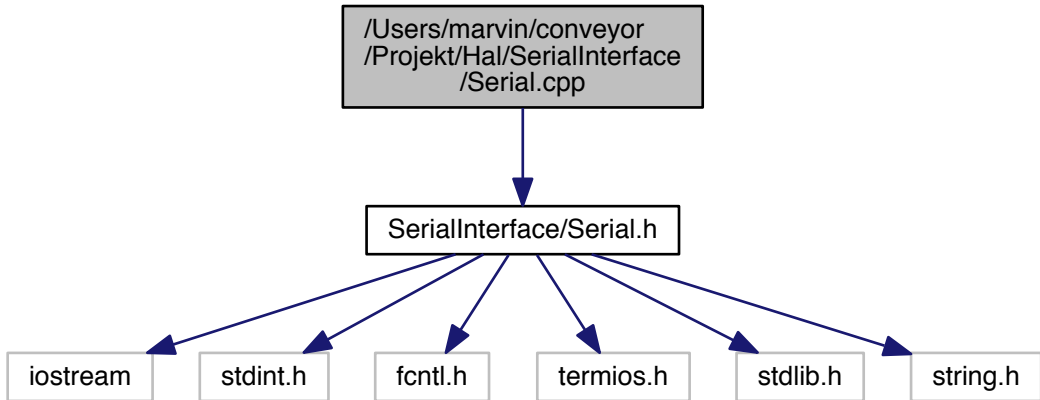 /Users/marvin/conveyor
/Projekt/Hal/SerialInterface
/Serial.cpp
SerialInterface/Serial.h
iostream
stdint.h
fcntl.h
termios.h
stdlib.h
string.h